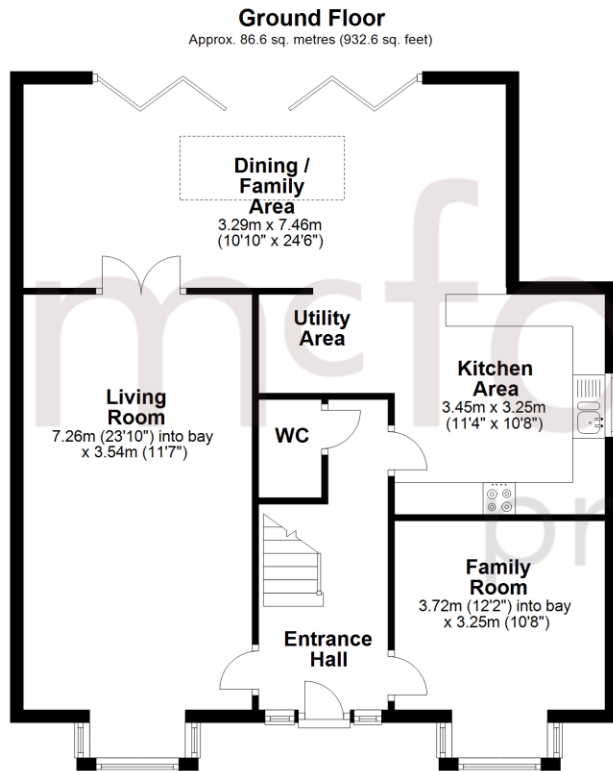 Ground Floor
Approx. 86.6 sq. metres (932.6 sq. feet)
Dining /
Family
Area
3.29m x 7.46m
(10'10" x 24'6")
Utility
Area
Kitchen
Area
3.45m x 3.25m
(11'4" x 10'8")
Living
Room
7.26m (23'10") into bay
x 3.54m (11'7")
WC
Family
Room
3.72m (12'2") into bay
x 3.25m (10'8")
Entrance
Hall
mcfo
pr